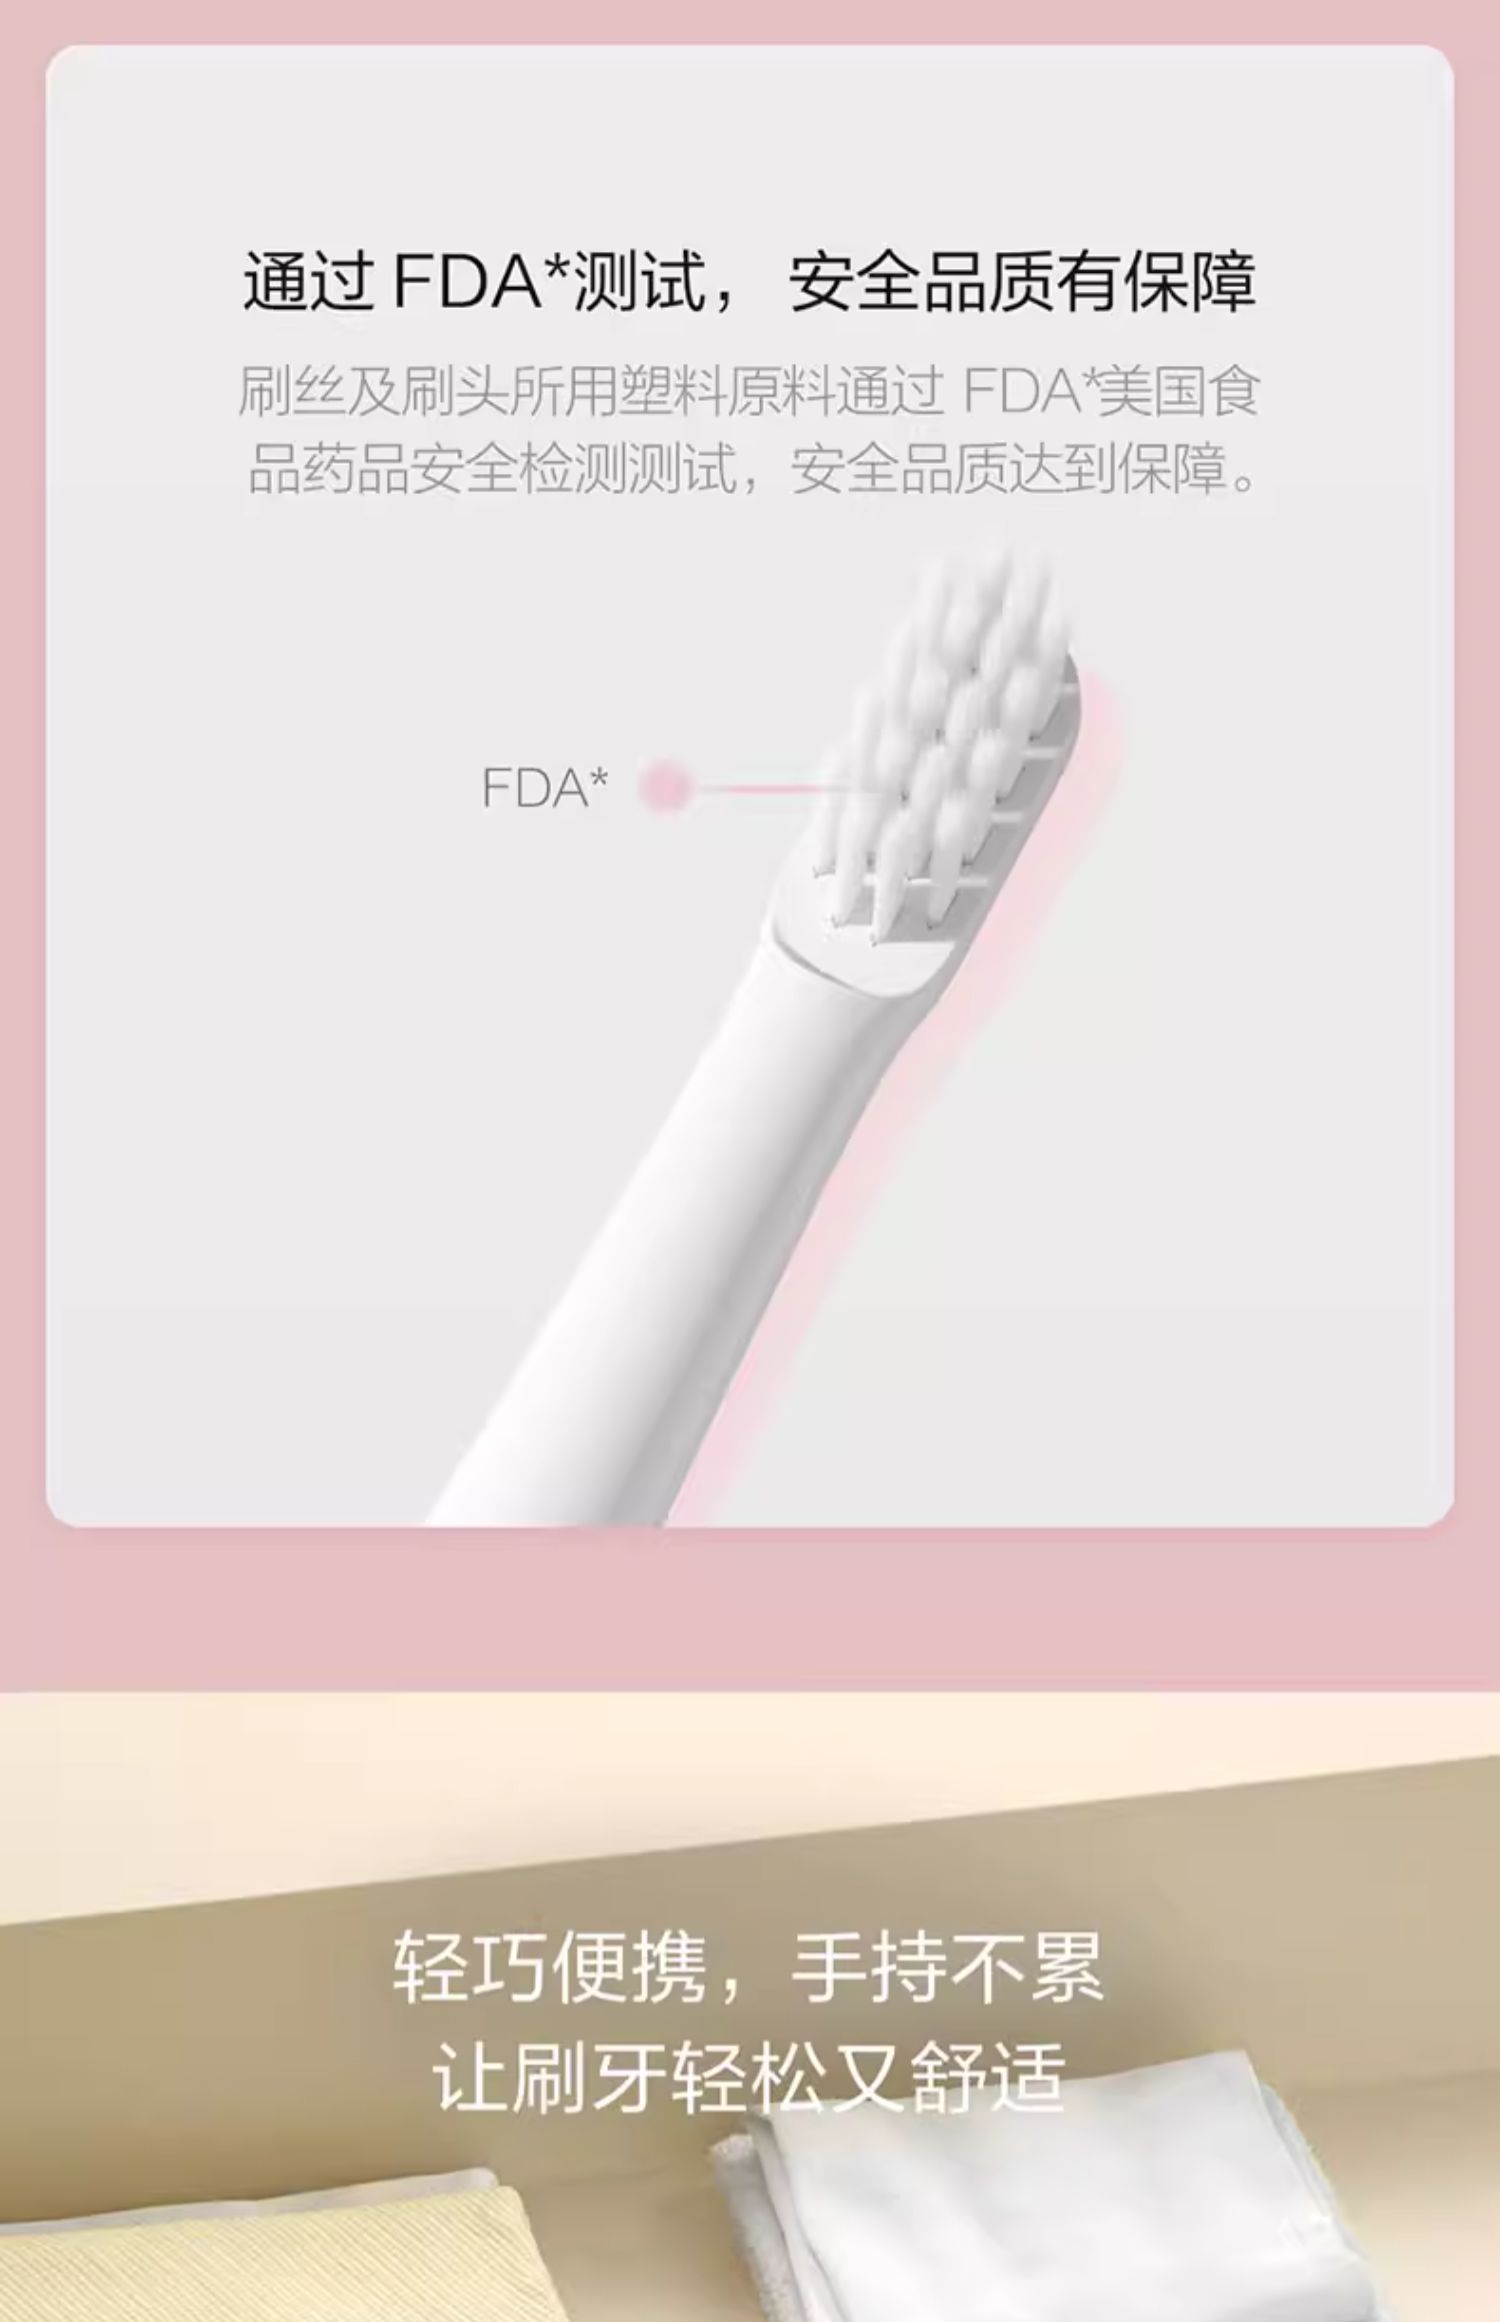 通过 FDA*测试，安全品质有保障
刷丝及刷头所用塑料原料通过 FDA*美国食
品药品安全检测测试，安全品质达到保障。
FDA*
轻巧便携，手持不累
让刷牙轻松又舒适